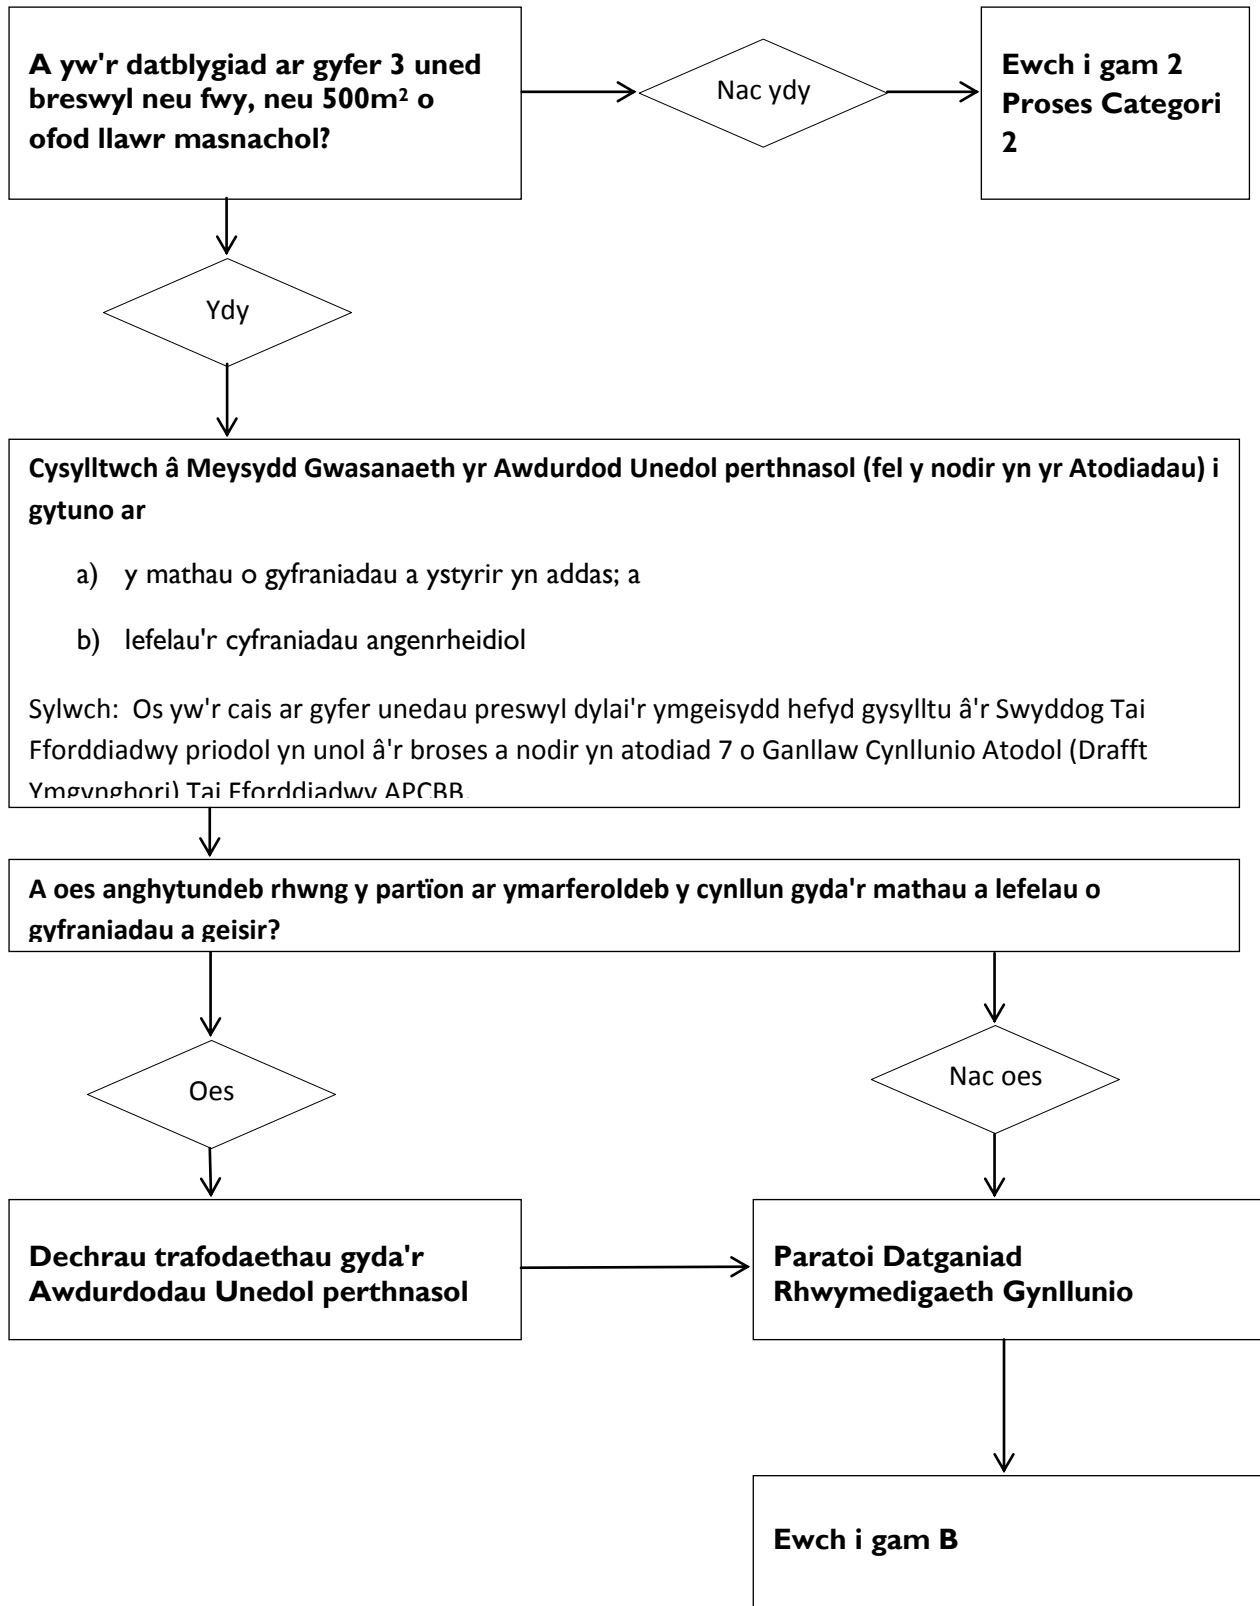 A yw'r datblygiad ar gyfer 3 uned
breswyl neu fwy, neu 500m² o
ofod llawr masnachol?
Nac ydy
Ewch i gam 2
Proses Categori
2
Ydy
Cysylltwch â Meysydd Gwasanaeth yr Awdurdod Unedol perthnasol (fel y nodir yn yr Atodiadau) i
gytuno ar
a) y mathau o gyfraniadau a ystyrir yn addas; a
b) lefelau'r cyfraniadau angenrheidiol
Sylwch: Os yw'r cais ar gyfer unedau preswyl dylai'r ymgeisydd hefyd gysylltu â'r Swyddog Tai
Fforddiadwy priodol yn unol â'r broses a nodir yn atodiad 7 o Ganllaw Cynllunio Atodol (Drafft
Ymgynghori) Tai Fforddiadwy APCBB.
A oes anghytundeb rhwng y partïon ar ymarferoldeb y cynllun gyda'r mathau a lefelau o
gyfraniadau a geisir?
Oes
Nac oes
Dechrau trafodaethau gyda'r
Awdurdodau Unedol perthnasol
Paratoi Datganiad
Rhwymedigaeth Gynllunio
Ewch i gam B